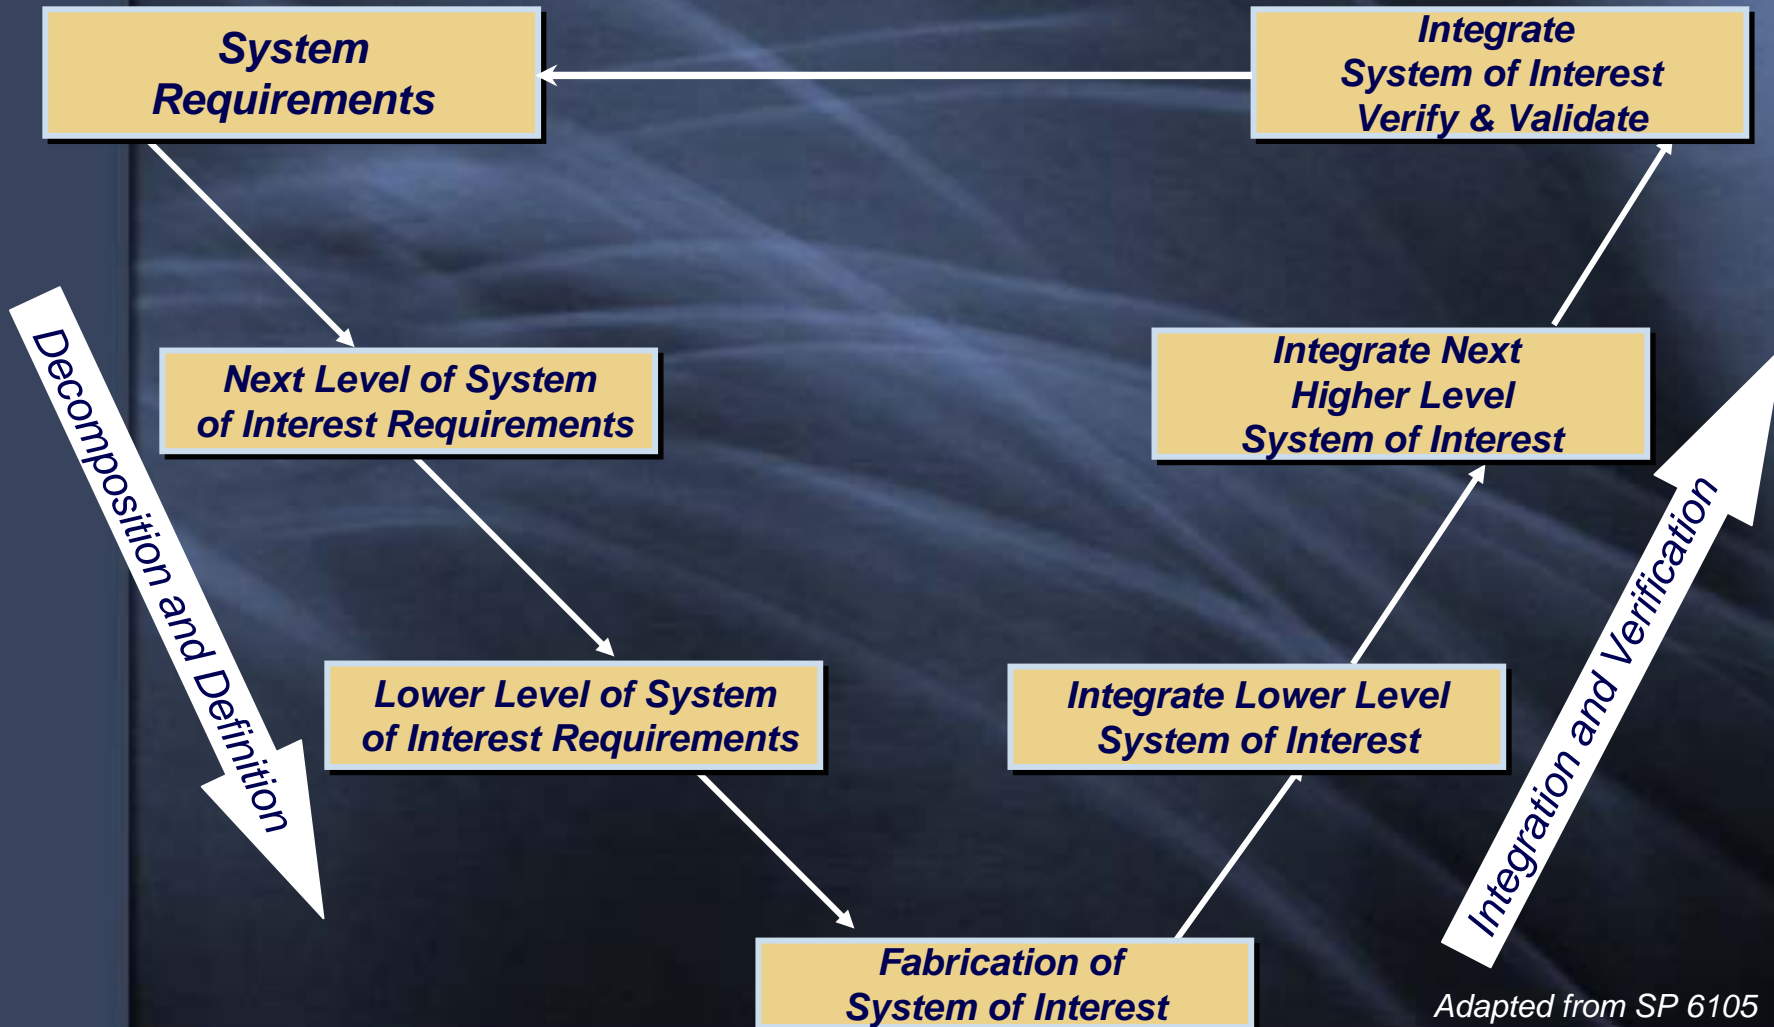 System
Requirements
Integrate
System of Interest
Verify & Validate
Decomposition and Definition
Next Level of System
of Interest Requirements
Integrate Next
Higher Level
System of Interest
Lower Level of System
of Interest Requirements
Integrate Lower Level
System of Interest
Integration and Verification
Fabrication of
System of Interest
Adapted from SP 6105